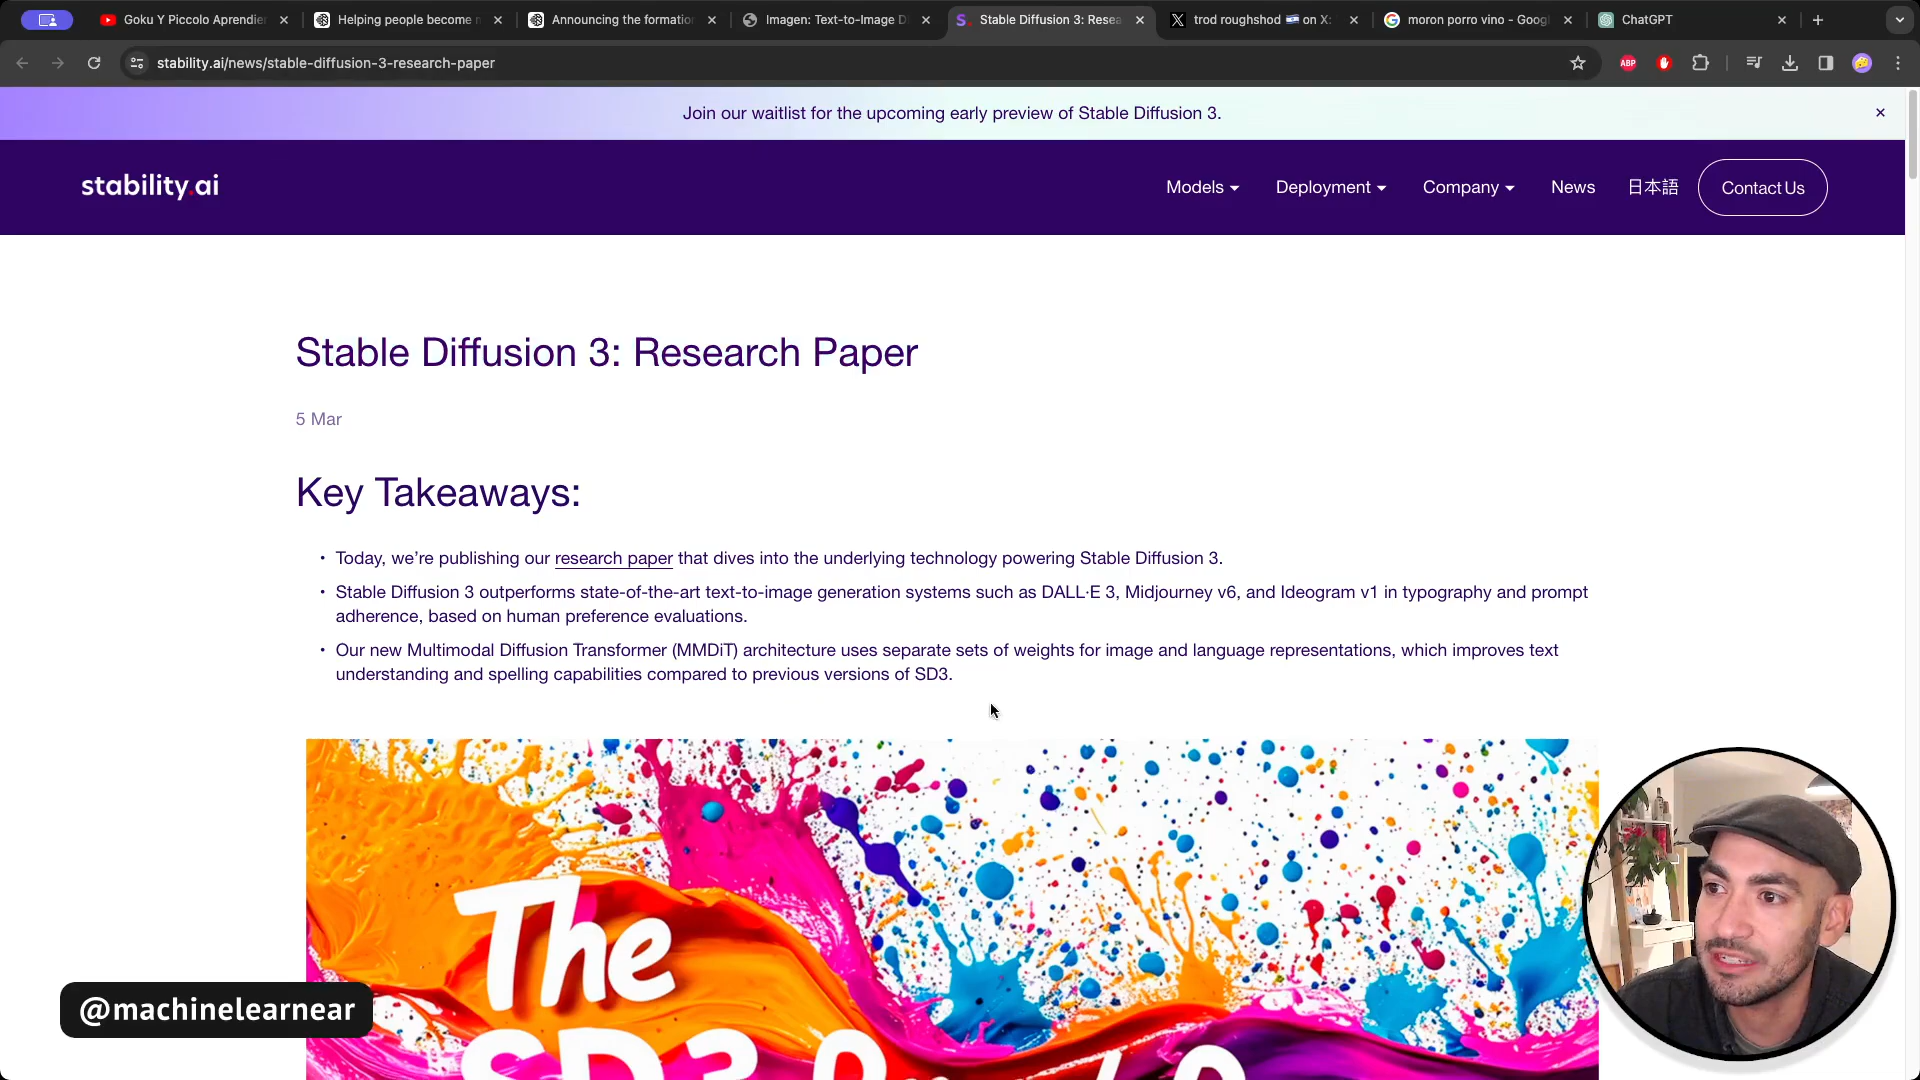 Goku Y Piccolo Aprendier
Helping people become
Announcing the formation
Imagen: Text-to-Image D
Stable Diffusion 3: Resea
trod roughshod 🇮🇱 on X:
moron porro vino - Goog
ChatGPT
stability.ai/news/stable-diffusion-3-research-paper
ABP
Join our waitlist for the upcoming early preview of Stable Diffusion 3.
stability.ai
Models
Deployment
Company
News
日本語
Contact Us
Stable Diffusion 3: Research Paper
5 Mar
Key Takeaways:
• Today, we’re publishing our research paper that dives into the underlying technology powering Stable Diffusion 3.
• Stable Diffusion 3 outperforms state-of-the-art text-to-image generation systems such as DALL·E 3, Midjourney v6, and Ideogram v1 in typography and prompt
adherence, based on human preference evaluations.
• Our new Multimodal Diffusion Transformer (MMDiT) architecture uses separate sets of weights for image and language representations, which improves text
understanding and spelling capabilities compared to previous versions of SD3.
The
SD3
@machinelearnear